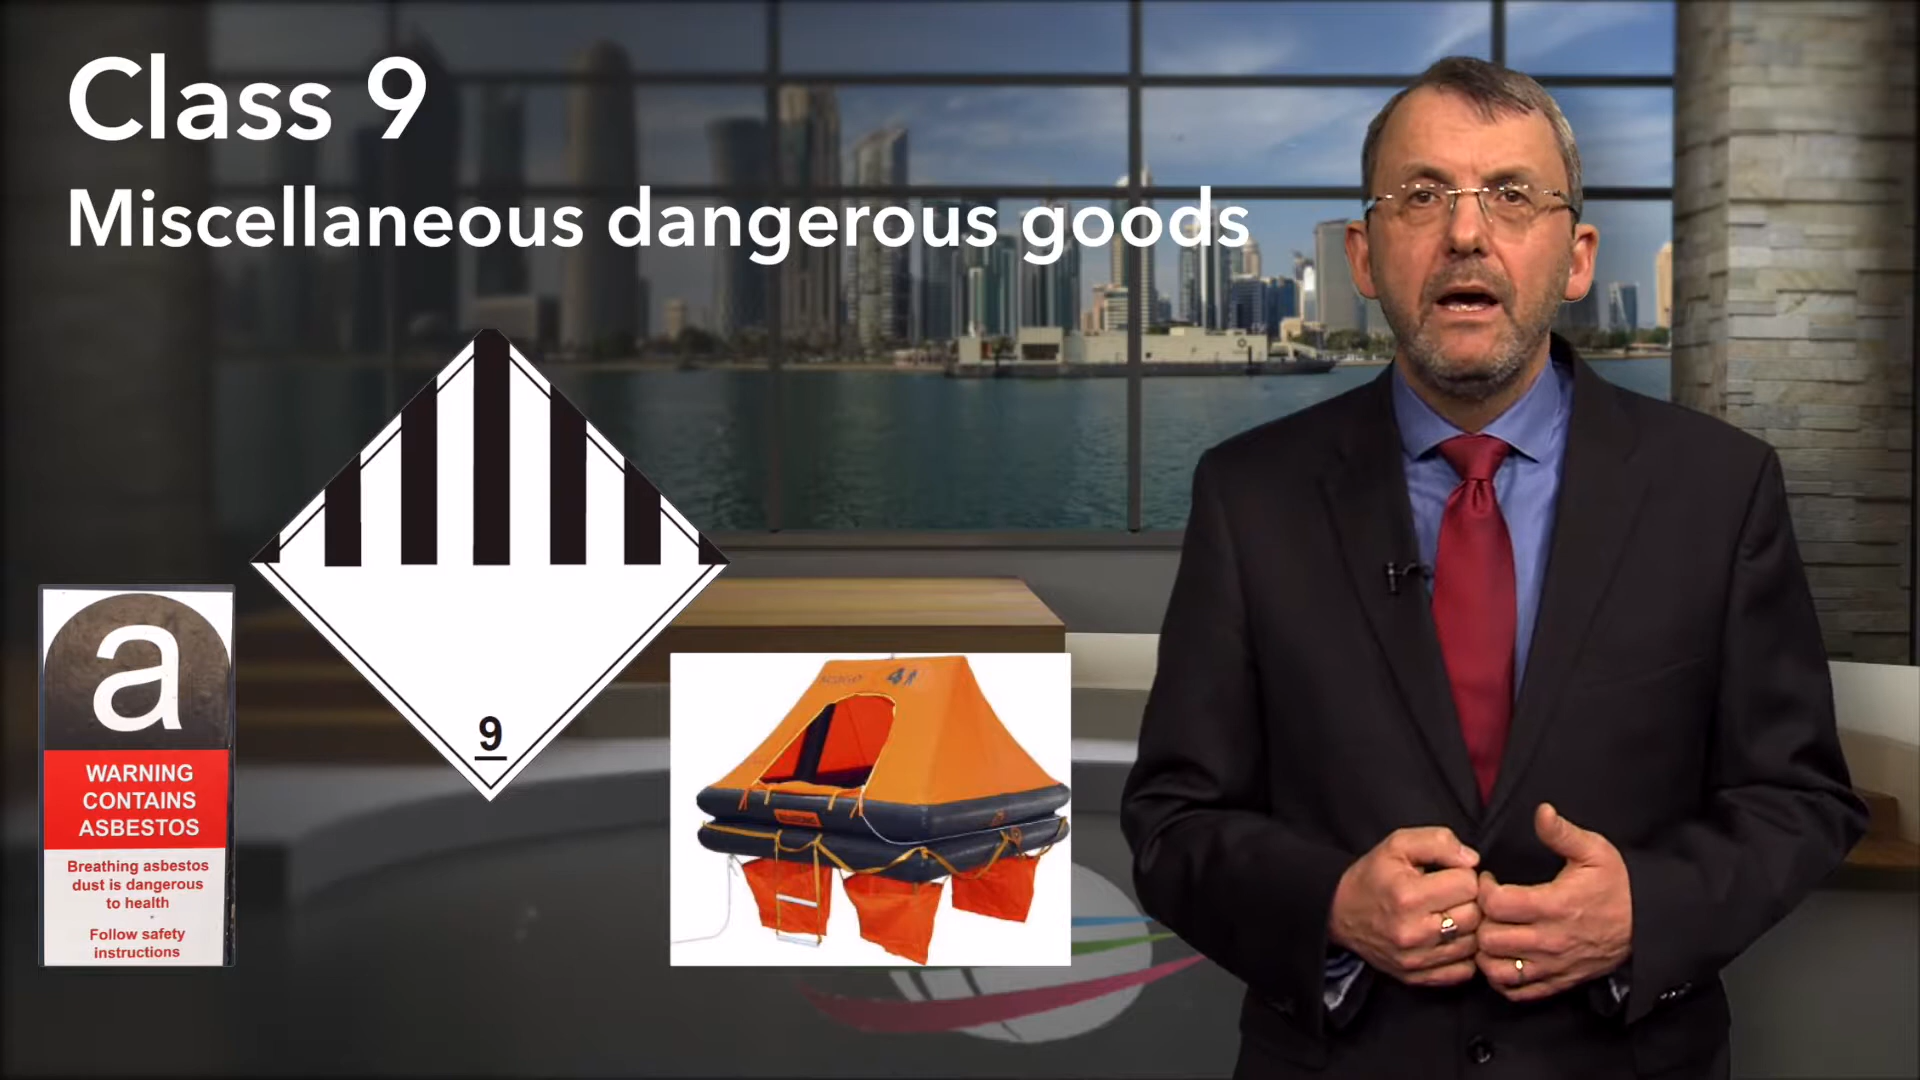 Class 9
Miscellaneous dangerous goods
9
a
WARNING
CONTAINS
ASBESTOS
Breathing asbestos
dust is dangerous
to health
Follow safety
instructions